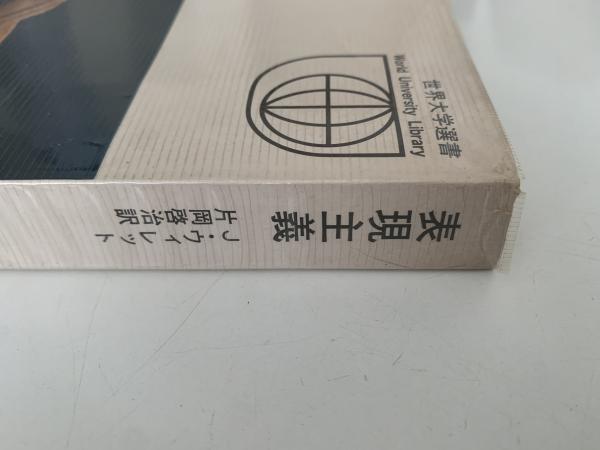 世界大学選書
World University Library
表現主義
J・ウィレット
片岡啓治訳